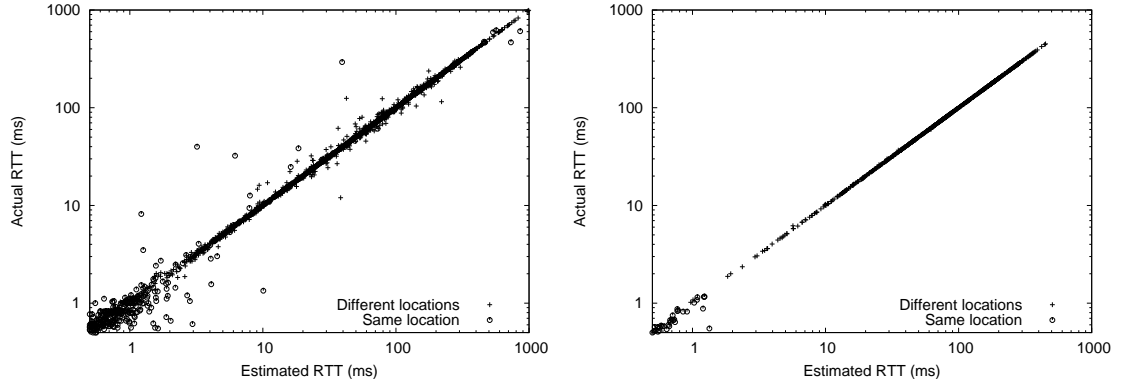 1000
100
10
1
1
10
100
1000
Actual RTT (ms)
Estimated RTT (ms)
Different locations
Same location
1000
100
10
1
1
10
100
1000
Actual RTT (ms)
Estimated RTT (ms)
Different locations
Same location